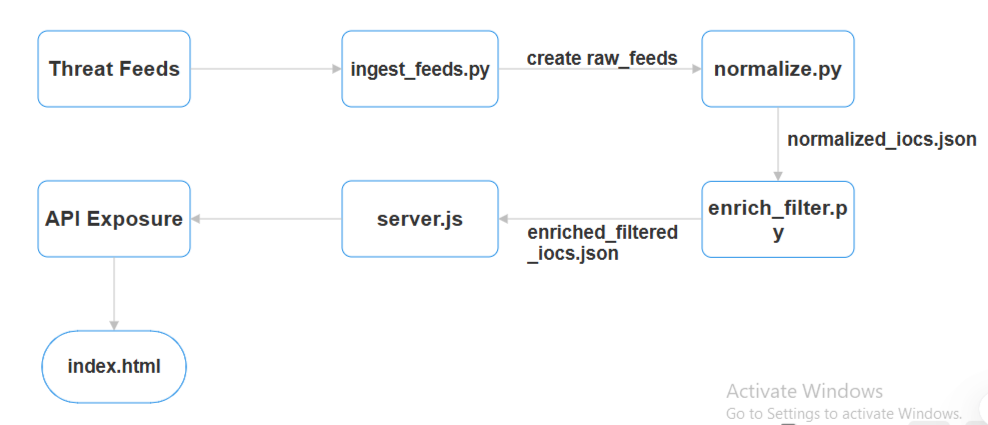 Threat Feeds
ingest_feeds.py
create raw_feeds
normalize.py
normalized_iocs.json
API Exposure
server.js
enriched_filtered
_iocs.json
enrich_filter.p
y
index.html
Activate Windows
Go to Settings to activate Windows.